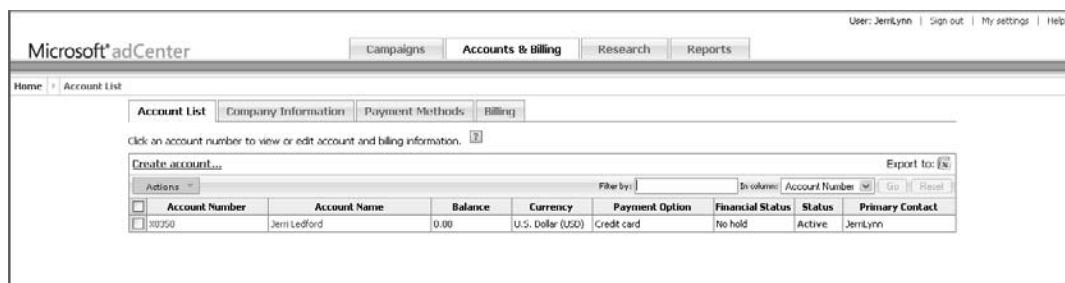 User: JerriLynn | Sign out | My settings | Help
Microsoft® adCenter
Campaigns Accounts & Billing Research Reports
Home Account List
Account List Company Information Payment Methods Billing
Click an account number to view or edit account and billing information. ?
Create account... Export to:
Actions Filter by: In column: Account Number Go Reset
Account Number Account Name Balance Currency Payment Option Financial Status Status Primary Contact
X0350 Jerri Ledford 0.00 U.S. Dollar (USD) Credit card No hold Active JerriLynn